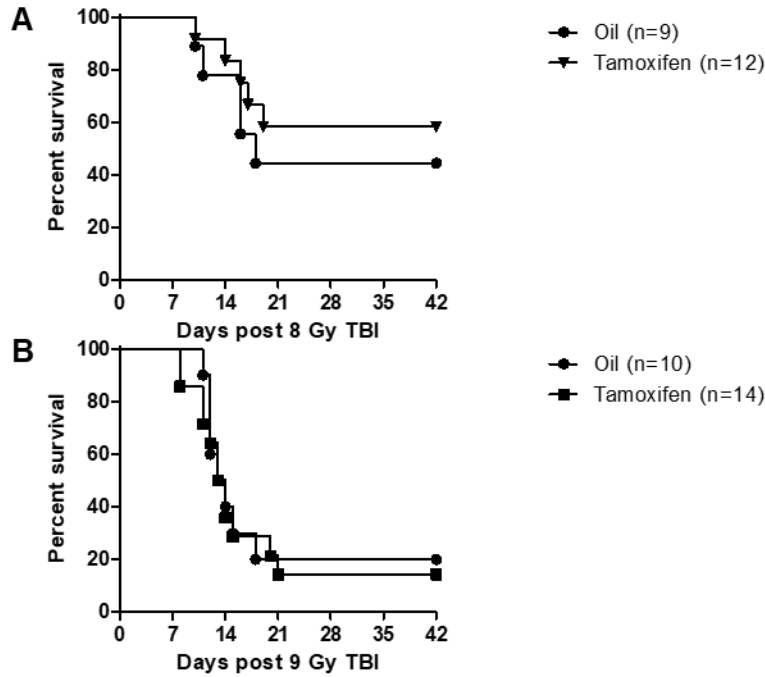 A
100
80
60
40
20
0
Percent survival
0 7 14 21 28 35 42
Days post 8 Gy TBI
Oil (n=9)
Tamoxifen (n=12)
B
100
80
60
40
20
0
Percent survival
0 7 14 21 28 35 42
Days post 9 Gy TBI
Oil (n=10)
Tamoxifen (n=14)